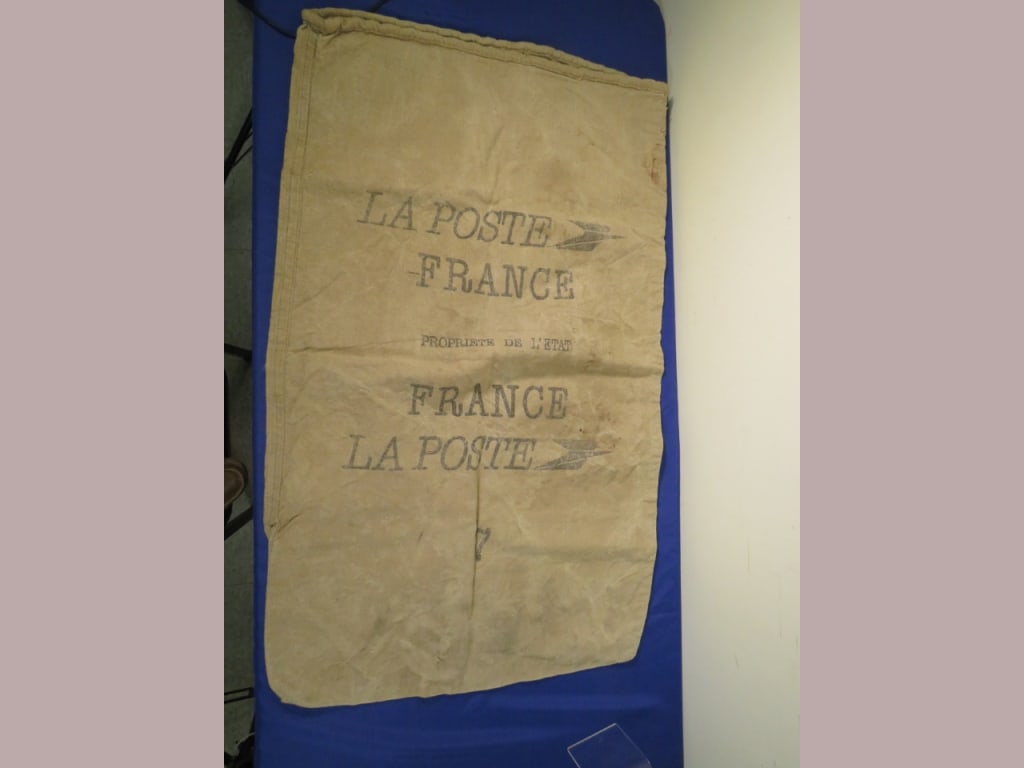 LA POSTE
FRANCE
PROPRIETE DE L'ETAT
FRANCE
LA POSTE
7